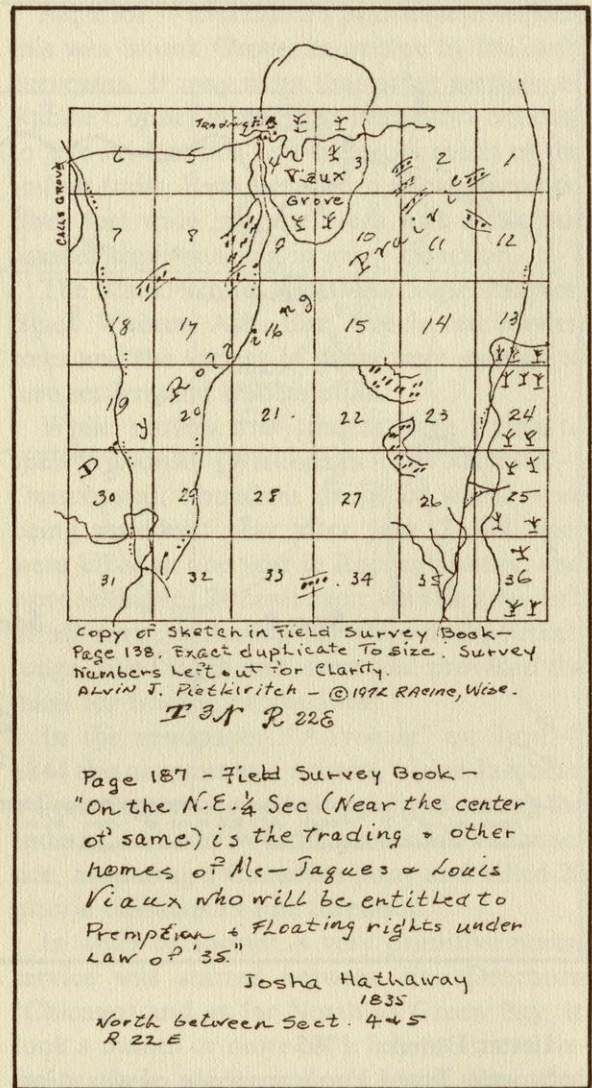 Trading H.
6 5 4 3 2 1
Viaux
Grove
CALLS GROVE
7 8 9 10 11 12
Prairie
18 17 16 15 14 13
19 20 21 22 23 24
Dry Rolling
30 29 28 27 26 25
31 32 33 34 35 36
Copy of Sketch in Field Survey Book—
Page 138. Exact duplicate To size. Survey
Numbers Left out for Clarity.
ALVIN J. Pietkiritch — ©1972 RAcine, Wisc.
T 3N R 22E
Page 187 - Field Survey Book —
"On the N.E. ¼ Sec (Near the center
of same) is the Trading & other
homes of Me— Jaques & Louis
Viaux who will be entitled to
Premption & Floating rights under
Law of '35."
Josha Hathaway
1835
North between Sect. 4 & 5
R 22 E